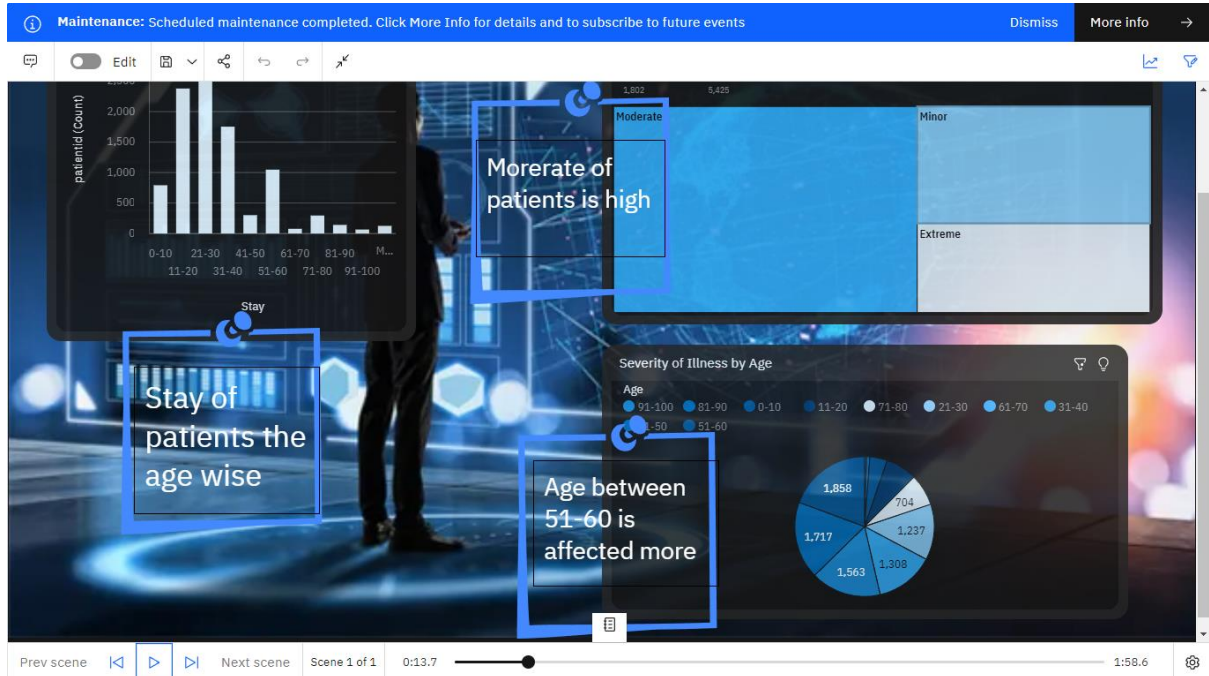 Maintenance: Scheduled maintenance completed. Click More Info for details and to subscribe to future events
Dismiss
More info
Edit
patientid (Count)
2,500
2,000
1,500
1,000
500
0
0-10 21-30 41-50 61-70 81-90 M...
11-20 31-40 51-60 71-80 91-100
Stay
1,802 5,425
Moderate
Minor
Extreme
Morerate of
patients is high
Stay of
patients the
age wise
Severity of Illness by Age
Age
91-100 81-90 0-10 11-20 71-80 21-30 61-70 31-40
1-50 51-60
1,858
704
1,717
1,237
1,563
1,308
Age between
51-60 is
affected more
Prev scene
Next scene
Scene 1 of 1
0:13.7
1:58.6